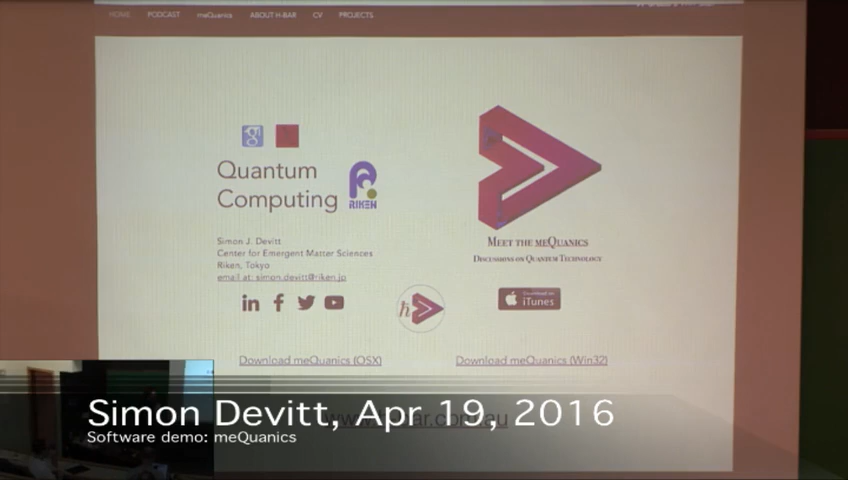 HOME PODCAST meQuanics ABOUT H-BAR CV PROJECTS
Quantum
Computing
RIKEN
Simon J. Devitt
Center for Emergent Matter Sciences
Riken, Tokyo
email at: simon.devitt@riken.jp
Meet the meQuanics
Discussions on Quantum Technology
Download on
iTunes
Download meQuanics (OSX)
Download meQuanics (Win32)
Simon Devitt, Apr 19, 2016
Software demo: meQuanics